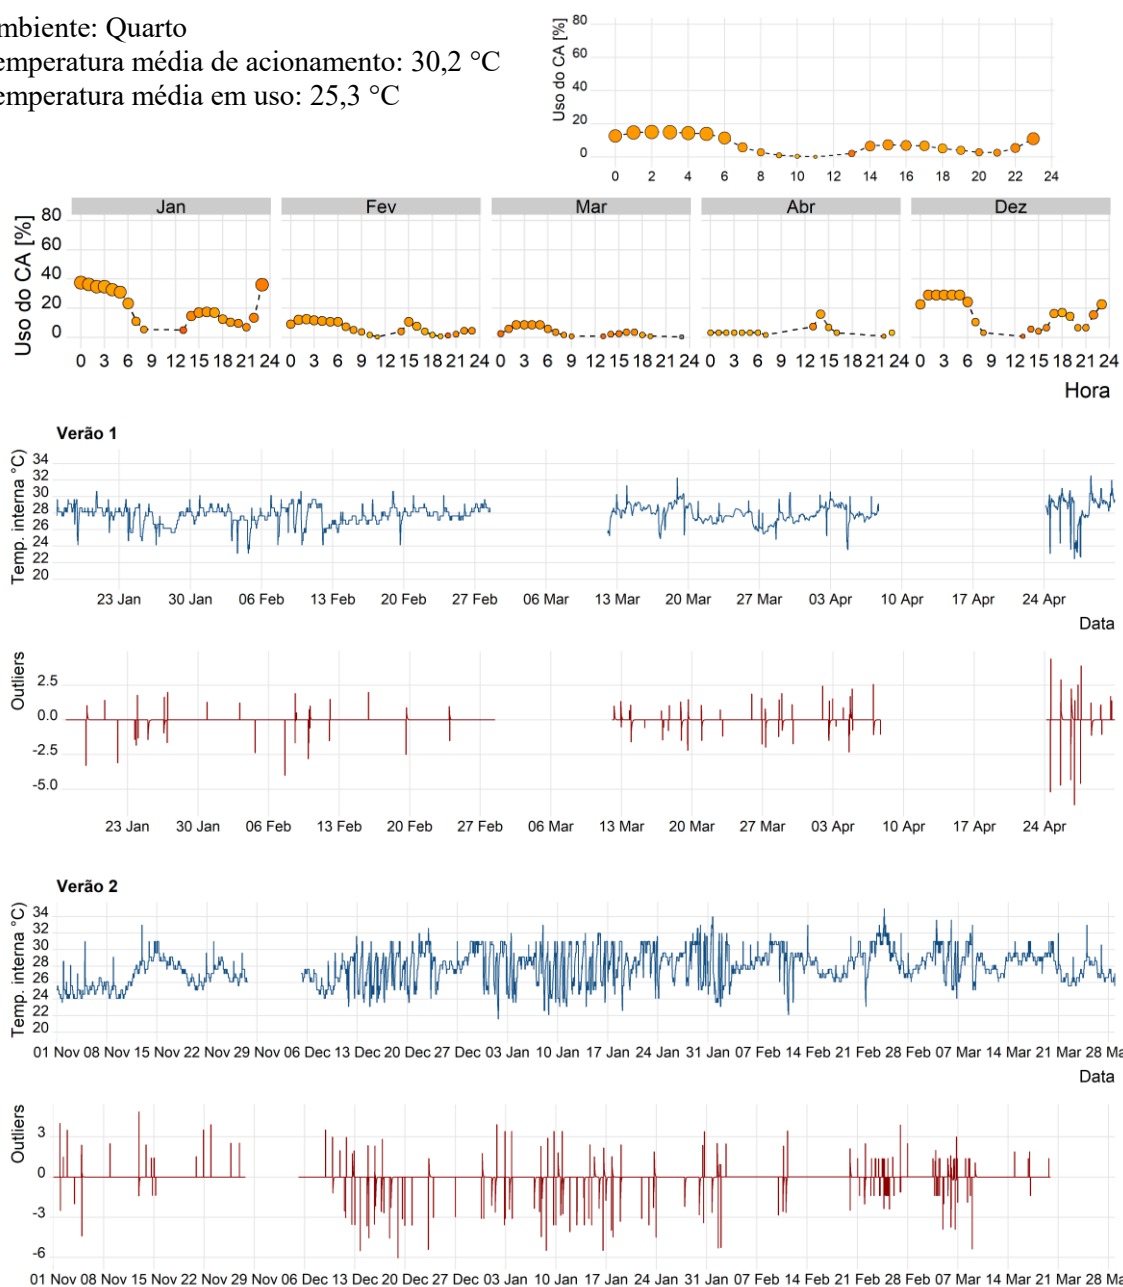 mbiente: Quarto
emperatura média de acionamento: 30,2 °C
emperatura média em uso: 25,3 °C
Uso do CA [%]
80
60
40
20
0
0 2 4 6 8 10 12 14 16 18 20 22 24
Jan Fev Mar Abr Dez
Uso do CA [%]
80
60
40
20
0
0 3 6 9 12 15 18 21 24 0 3 6 9 12 15 18 21 24 0 3 6 9 12 15 18 21 24 0 3 6 9 12 15 18 21 24 0 3 6 9 12 15 18 21 24
Hora
Verão 1
Temp. interna °C)
34
32
30
28
26
24
22
20
23 Jan 30 Jan 06 Feb 13 Feb 20 Feb 27 Feb 06 Mar 13 Mar 20 Mar 27 Mar 03 Apr 10 Apr 17 Apr 24 Apr
Data
Outliers
2.5
0.0
-2.5
-5.0
23 Jan 30 Jan 06 Feb 13 Feb 20 Feb 27 Feb 06 Mar 13 Mar 20 Mar 27 Mar 03 Apr 10 Apr 17 Apr 24 Apr
Verão 2
Temp. interna °C)
34
32
30
28
26
24
22
20
01 Nov 08 Nov 15 Nov 22 Nov 29 Nov 06 Dec 13 Dec 20 Dec 27 Dec 03 Jan 10 Jan 17 Jan 24 Jan 31 Jan 07 Feb 14 Feb 21 Feb 28 Feb 07 Mar 14 Mar 21 Mar 28 Ma
Data
Outliers
3
0
-3
-6
01 Nov 08 Nov 15 Nov 22 Nov 29 Nov 06 Dec 13 Dec 20 Dec 27 Dec 03 Jan 10 Jan 17 Jan 24 Jan 31 Jan 07 Feb 14 Feb 21 Feb 28 Feb 07 Mar 14 Mar 21 Mar 28 Ma